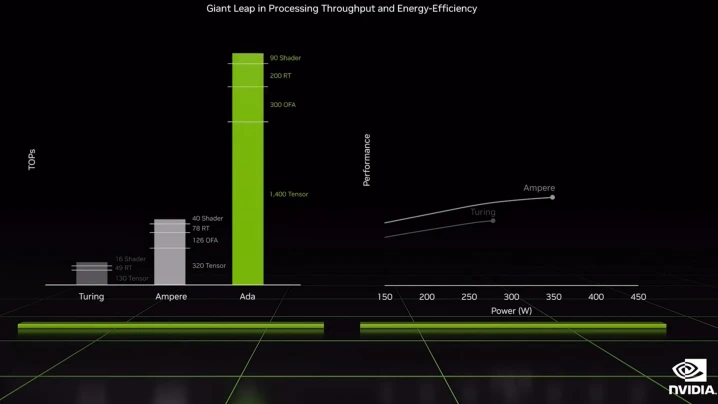 Giant Leap in Processing Throughput and Energy-Efficiency
TOPs
90 Shader
200 RT
300 OFA
1,400 Tensor
40 Shader
78 RT
126 OFA
320 Tensor
16 Shader
49 RT
130 Tensor
Turing
Ampere
Ada
Performance
Ampere
Turing
150
200
250
300
350
400
450
Power (W)
NVIDIA.